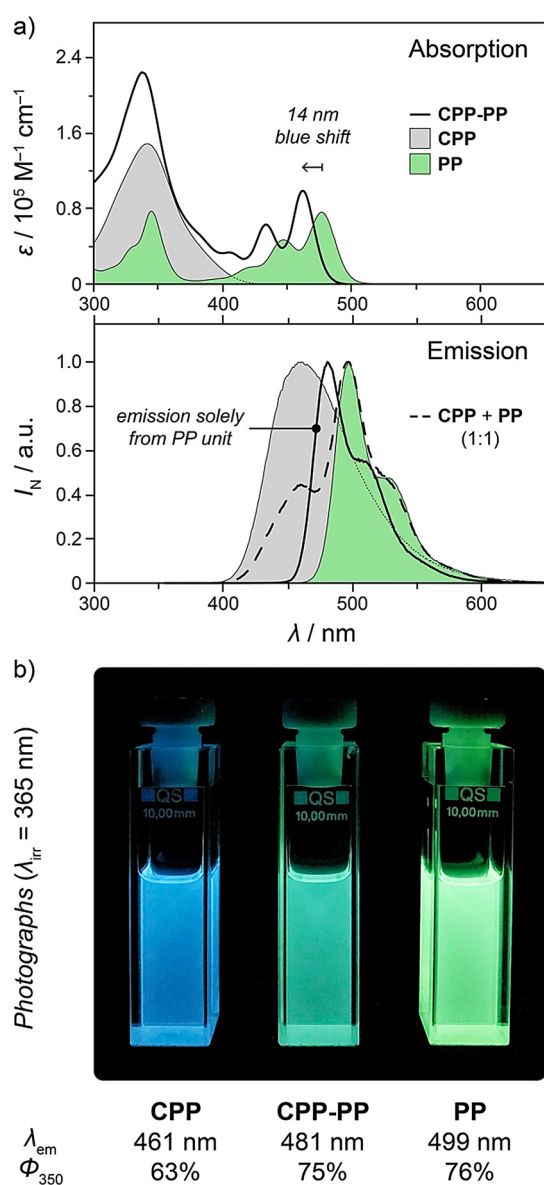 a)
Absorption
ε / 10⁵ M⁻¹ cm⁻¹
2.4
1.6
0.8
0
14 nm
blue shift
CPP-PP
CPP
PP
300 400 500 600
Emission
I_N / a.u.
1.0
0.8
0.6
0.4
0.2
0
emission solely
from PP unit
CPP + PP
(1:1)
300 400 500 600
λ / nm
b)
Photographs (λ_irr = 365 nm)
QS
10,00mm
QS
10,00mm
QS
10,00mm
CPP CPP-PP PP
λ_em 461 nm 481 nm 499 nm
Φ_350 63% 75% 76%